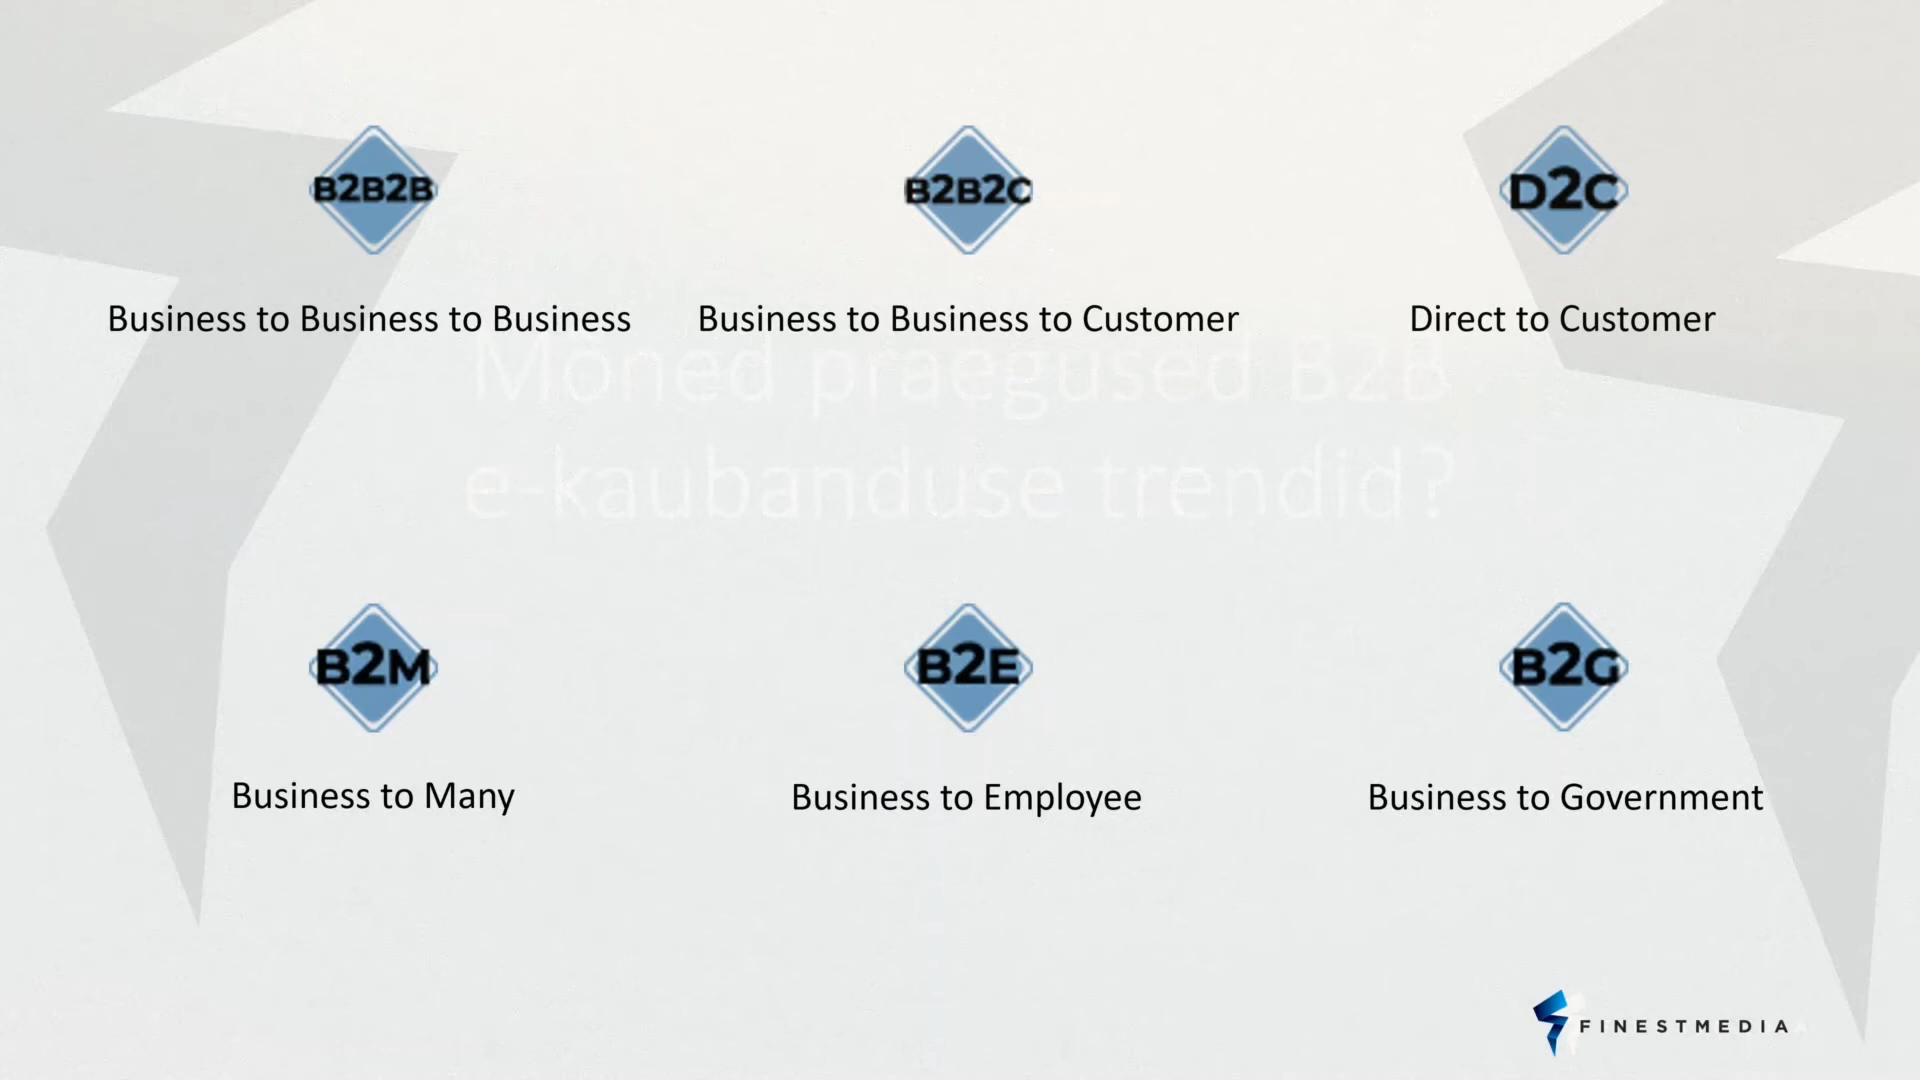 B2B2B
B2B2C
D2C
Business to Business to Business
Business to Business to Customer
Direct to Customer
Mõned praegused B2B
e-kaubanduse trendid?
B2M
B2E
B2G
Business to Many
Business to Employee
Business to Government
FINESTMEDIA